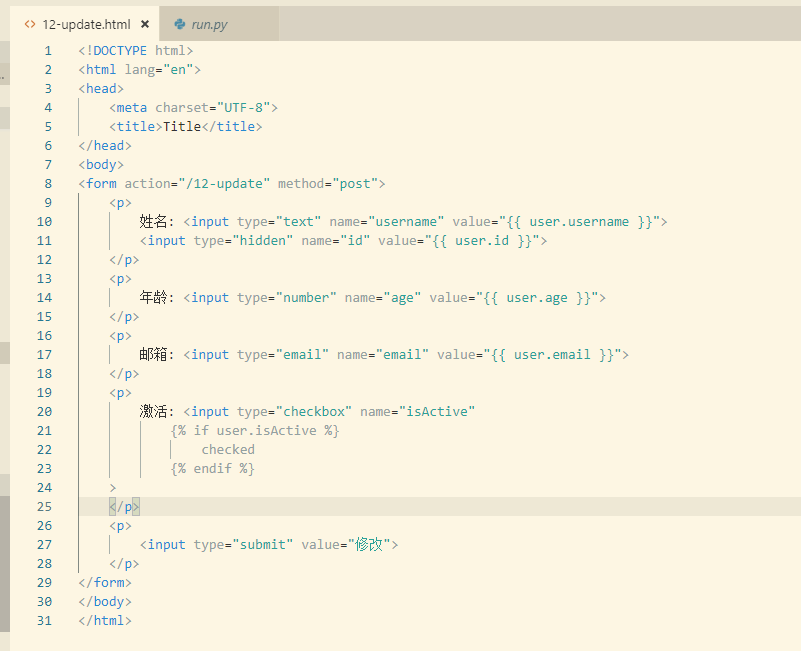 12-update.html × run.py
1 <!DOCTYPE html>
2 <html lang="en">
3 <head>
4 <meta charset="UTF-8">
5 <title>Title</title>
6 </head>
7 <body>
8 <form action="/12-update" method="post">
9 <p>
10 姓名: <input type="text" name="username" value="{{ user.username }}">
11 <input type="hidden" name="id" value="{{ user.id }}">
12 </p>
13 <p>
14 年龄: <input type="number" name="age" value="{{ user.age }}">
15 </p>
16 <p>
17 邮箱: <input type="email" name="email" value="{{ user.email }}">
18 </p>
19 <p>
20 激活: <input type="checkbox" name="isActive"
21 {% if user.isActive %}
22 checked
23 {% endif %}
24 >
25 </p>
26 <p>
27 <input type="submit" value="修改">
28 </p>
29 </form>
30 </body>
31 </html>